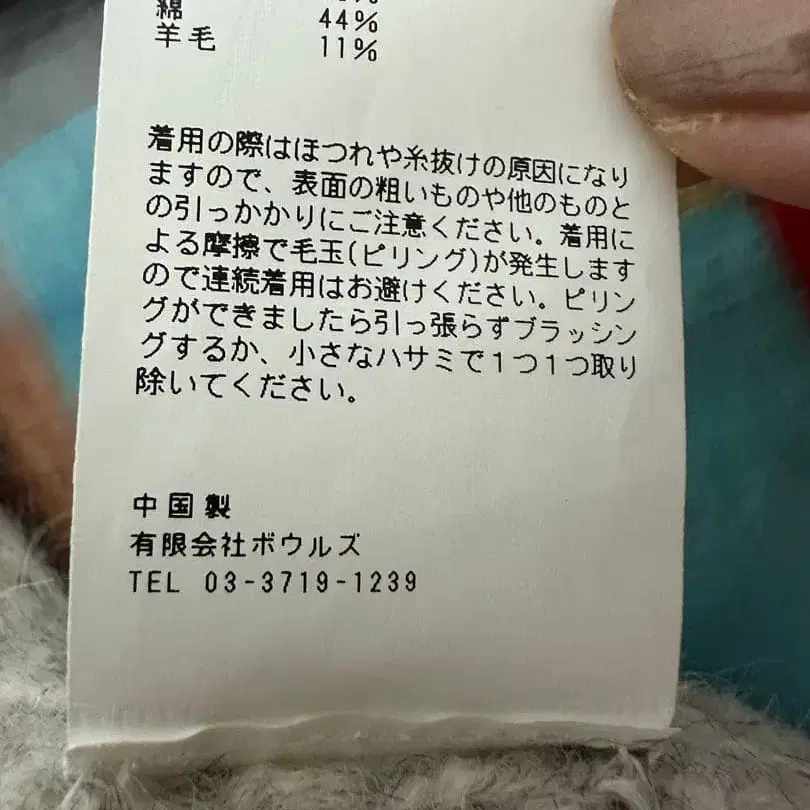 綿 44%
羊毛 11%
着用の際はほつれや糸抜けの原因になり
ますので、表面の粗いものや他のものと
の引っかかりにご注意ください。着用に
よる摩擦で毛玉(ピリング)が発生します
ので連続着用はお避けください。ピリン
グができましたら引っ張らずブラッシン
グするか、小さなハサミで1つ1つ取り
除いてください。
中国製
有限会社ボウルズ
TEL 03-3719-1239